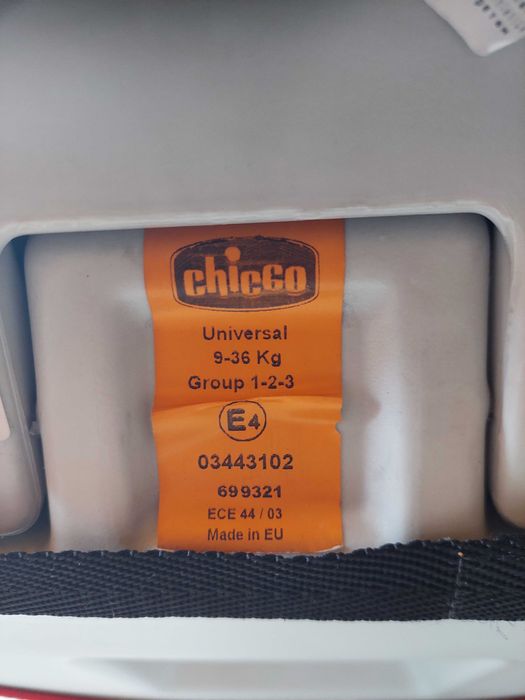 chicco
Universal
9-36 Kg
Group 1-2-3
E4
03443102
699321
ECE 44 / 03
Made in EU